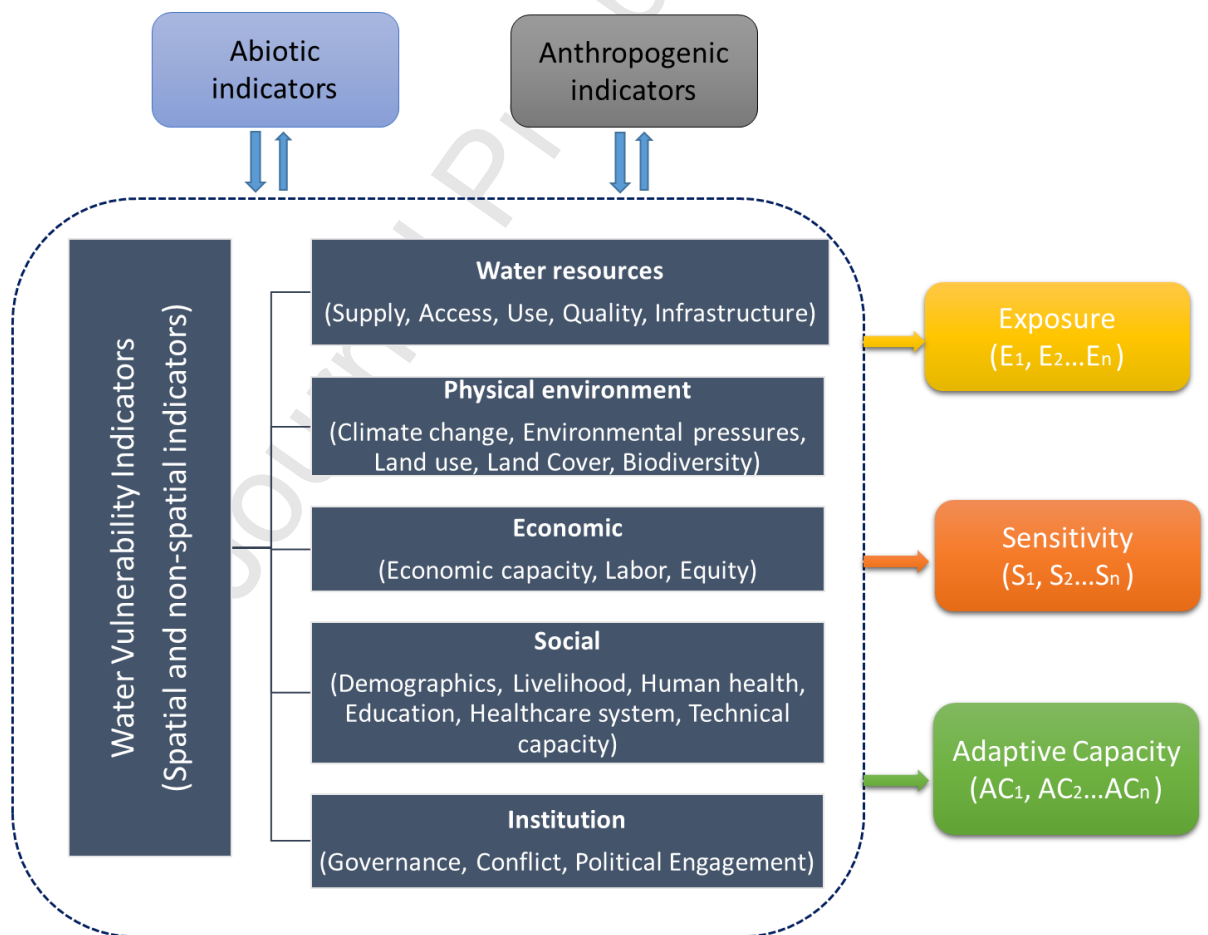 Abiotic
indicators
Anthropogenic
indicators
Water Vulnerability Indicators
(Spatial and non-spatial indicators)
Water resources
(Supply, Access, Use, Quality, Infrastructure)
Physical environment
(Climate change, Environmental pressures,
Land use, Land Cover, Biodiversity)
Economic
(Economic capacity, Labor, Equity)
Social
(Demographics, Livelihood, Human health,
Education, Healthcare system, Technical
capacity)
Institution
(Governance, Conflict, Political Engagement)
Exposure
(E₁, E₂...Eₙ)
Sensitivity
(S₁, S₂...Sₙ)
Adaptive Capacity
(AC₁, AC₂...ACₙ)